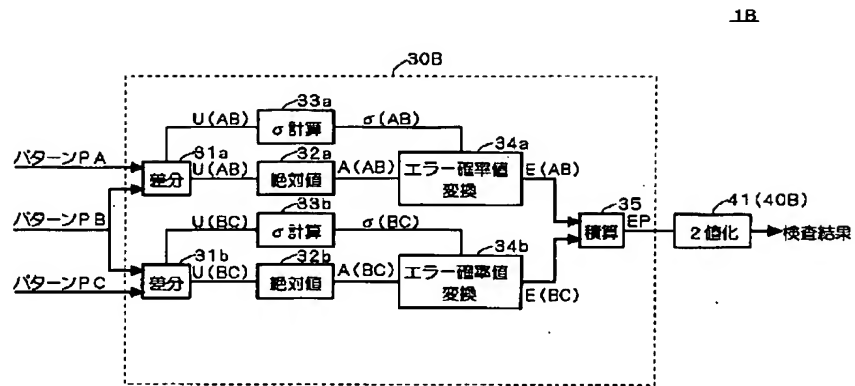 1B
30B
33a
U(AB)
σ計算
σ(AB)
34a
パターンPA
31a
差分
U(AB)
32a
絶対値
A(AB)
エラー確率値
変換
E(AB)
パターンPB
33b
U(BC)
σ計算
σ(BC)
34b
35
積算
EP
41(40B)
2値化
検査結果
パターンPC
31b
差分
U(BC)
32b
絶対値
A(BC)
エラー確率値
変換
E(BC)